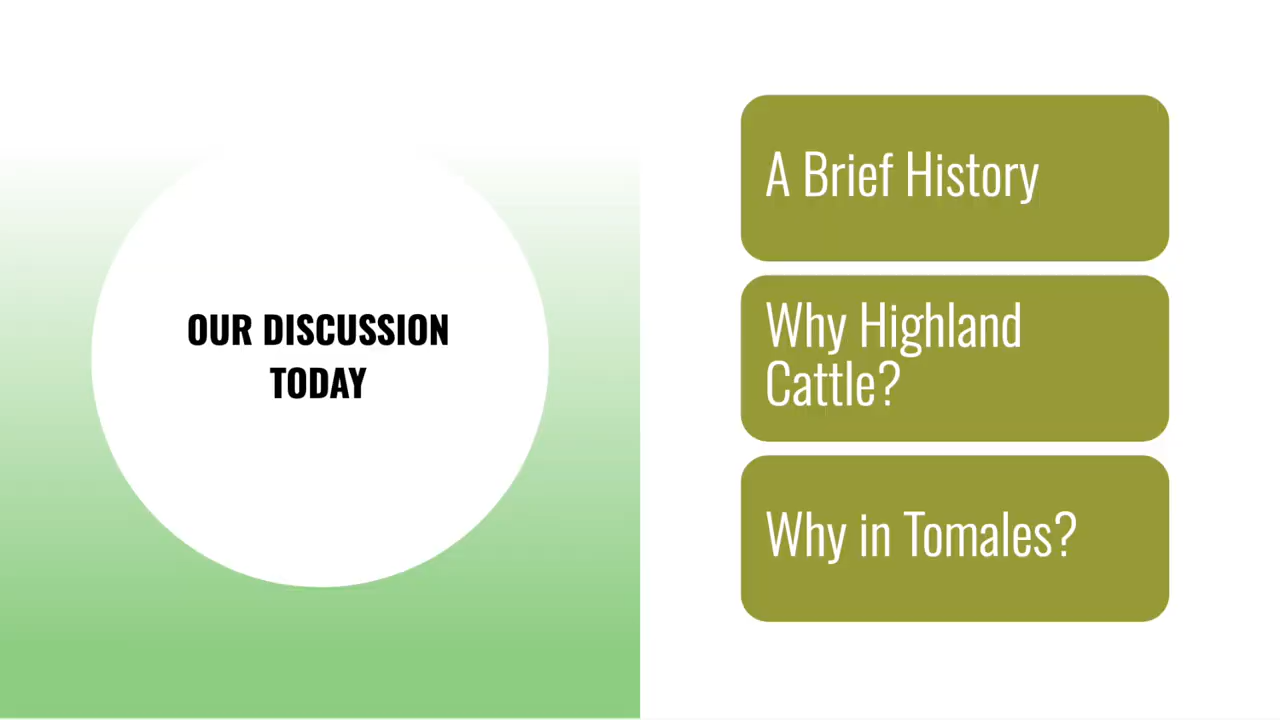 OUR DISCUSSION
TODAY
A Brief History
Why Highland
Cattle?
Why in Tomales?